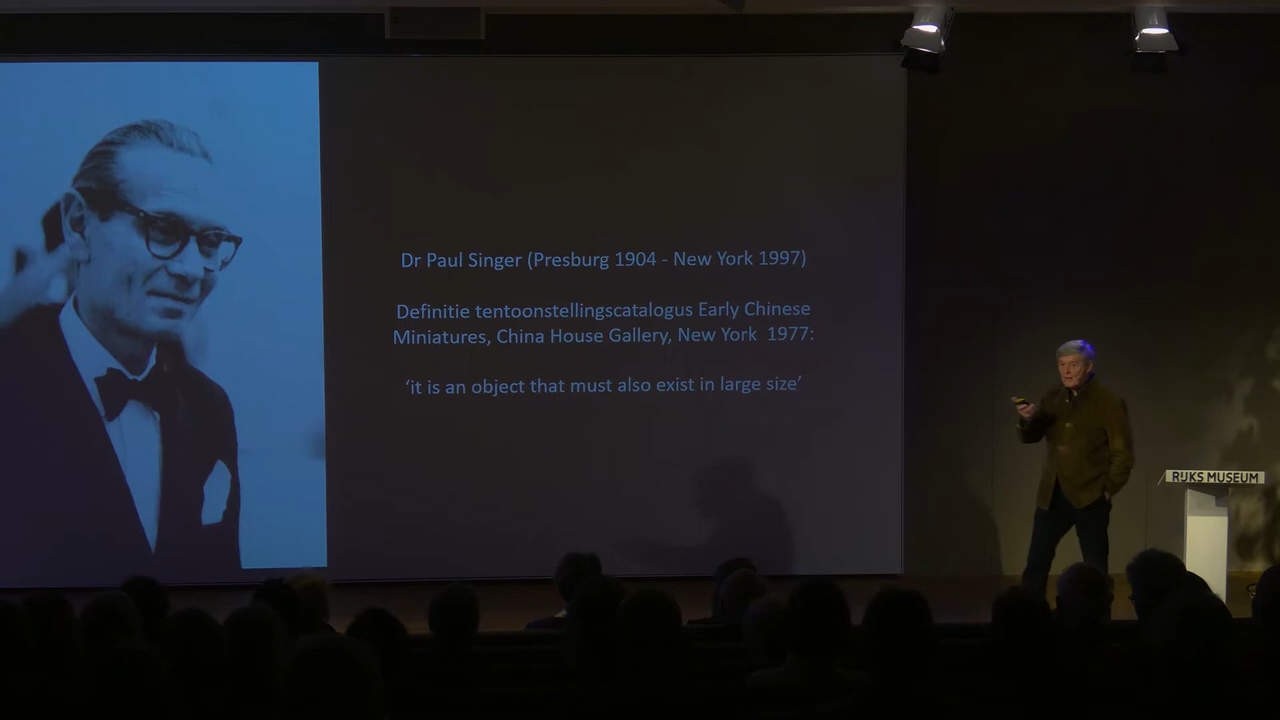 Dr Paul Singer (Presburg 1904 - New York 1997)
Definitie tentoonstellingscatalogus Early Chinese
Miniatures, China House Gallery, New York 1977:
‘it is an object that must also exist in large size’
RIJKS MUSEUM